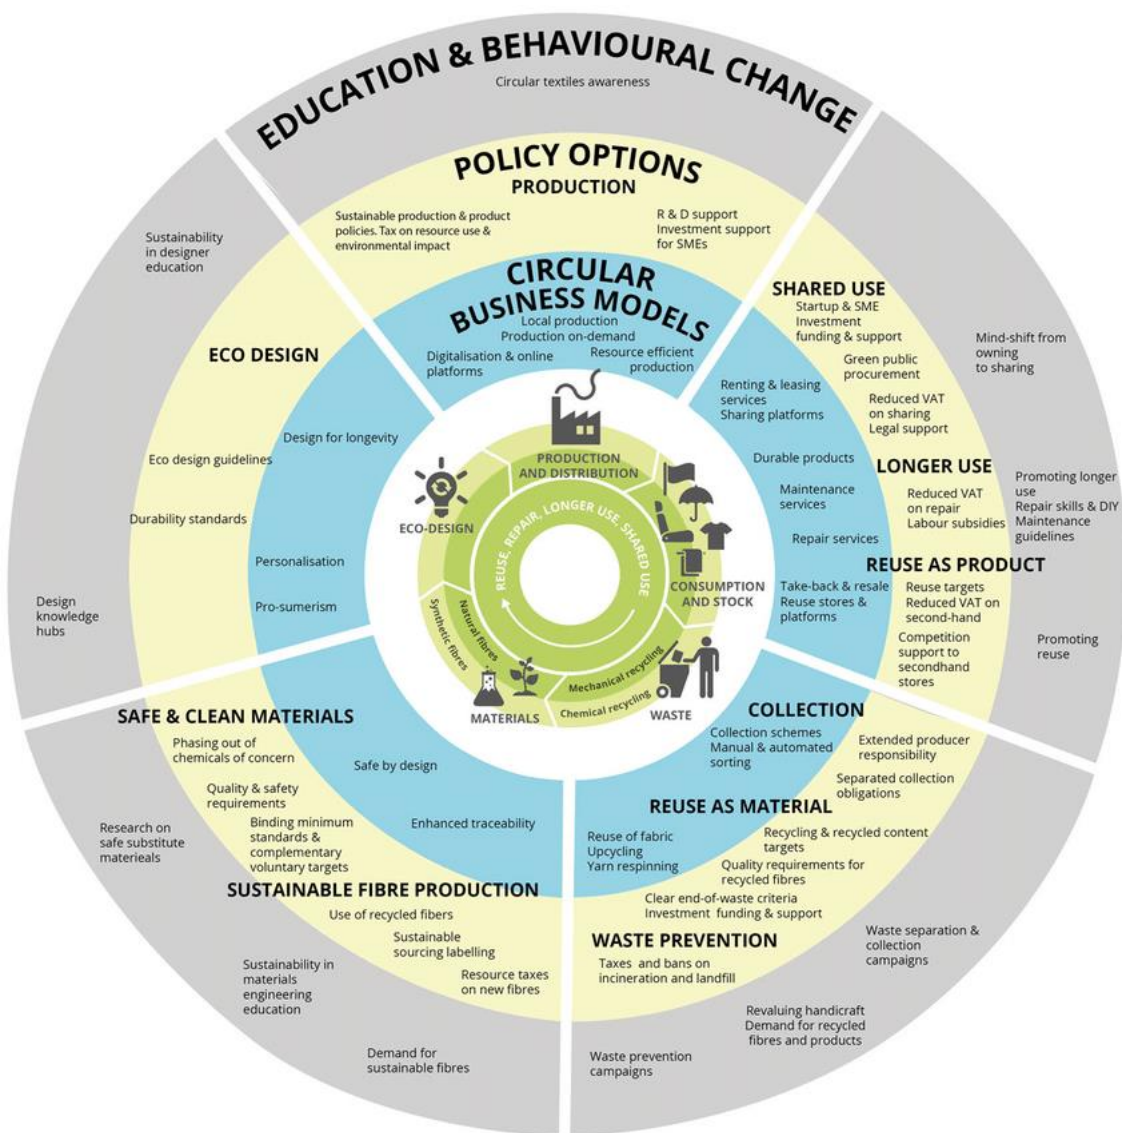 EDUCATION & BEHAVIOURAL CHANGE
Circular textiles awareness
POLICY OPTIONS
PRODUCTION
Sustainable production & product
policies. Tax on resource use &
environmental impact
R & D support
Investment support
for SMEs
CIRCULAR
BUSINESS MODELS
Local production
Production on-demand
Digitalisation & online
platforms
Resource efficient
production
Sustainability
in designer
education
ECO DESIGN
Design for longevity
Eco design guidelines
Durability standards
Personalisation
Pro-sumerism
Design
knowledge
hubs
SHARED USE
Startup & SME
Investment
funding & support
Green public
procurement
Reduced VAT
on sharing
Legal support
Mind-shift from
owning
to sharing
Renting & leasing
services
Sharing platforms
LONGER USE
Durable products
Maintenance
services
Repair services
Reduced VAT
on repair
Labour subsidies
Promoting longer
use
Repair skills & DIY
Maintenance
guidelines
REUSE AS PRODUCT
Take-back & resale
Reuse stores &
platforms
Reuse targets
Reduced VAT on
second-hand
Competition
support to
secondhand
stores
Promoting
reuse
PRODUCTION
AND DISTRIBUTION
ECO-DESIGN
REUSE, REPAIR, LONGER USE, SHARED USE
CONSUMPTION
AND STOCK
Synthetic fibres
Natural fibres
Mechanical recycling
Chemical recycling
MATERIALS
WASTE
SAFE & CLEAN MATERIALS
Phasing out of
chemicals of concern
Safe by design
Quality & safety
requirements
Binding minimum
standards &
complementary
voluntary targets
Enhanced traceability
Research on
safe substitute
materieals
SUSTAINABLE FIBRE PRODUCTION
Use of recycled fibers
Sustainable
sourcing labelling
Resource taxes
on new fibres
Sustainability in
materials
engineering
education
Demand for
sustainable fibres
COLLECTION
Collection schemes
Manual & automated
sorting
Extended producer
responsibility
Separated collection
obligations
REUSE AS MATERIAL
Reuse of fabric
Upcycling
Yarn respinning
Recycling & recycled content
targets
Quality requirements for
recycled fibres
Clear end-of-waste criteria
Investment funding & support
WASTE PREVENTION
Taxes and bans on
incineration and landfill
Waste separation &
collection
campaigns
Revaluing handicraft
Demand for recycled
fibres and products
Waste prevention
campaigns